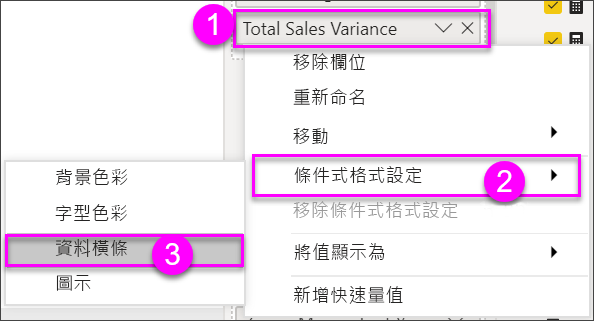 1
Total Sales Variance
移除欄位
重新命名
移動
條件式格式設定
2
移除條件式格式設定
將值顯示為
新增快速量值
背景色彩
字型色彩
資料橫條
3
圖示